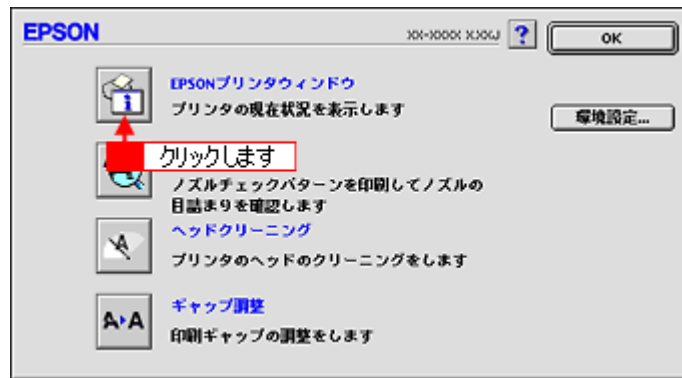 EPSON
XX-XXXX X.XXJ
?
OK
EPSONプリンタウィンドウ
プリンタの現在状況を表示します
環境設定...
クリックします
ノズルチェックパターンを印刷してノズルの
目詰まりを確認します
ヘッドクリーニング
プリンタのヘッドのクリーニングをします
A▸A
ギャップ調整
印刷ギャップの調整をします